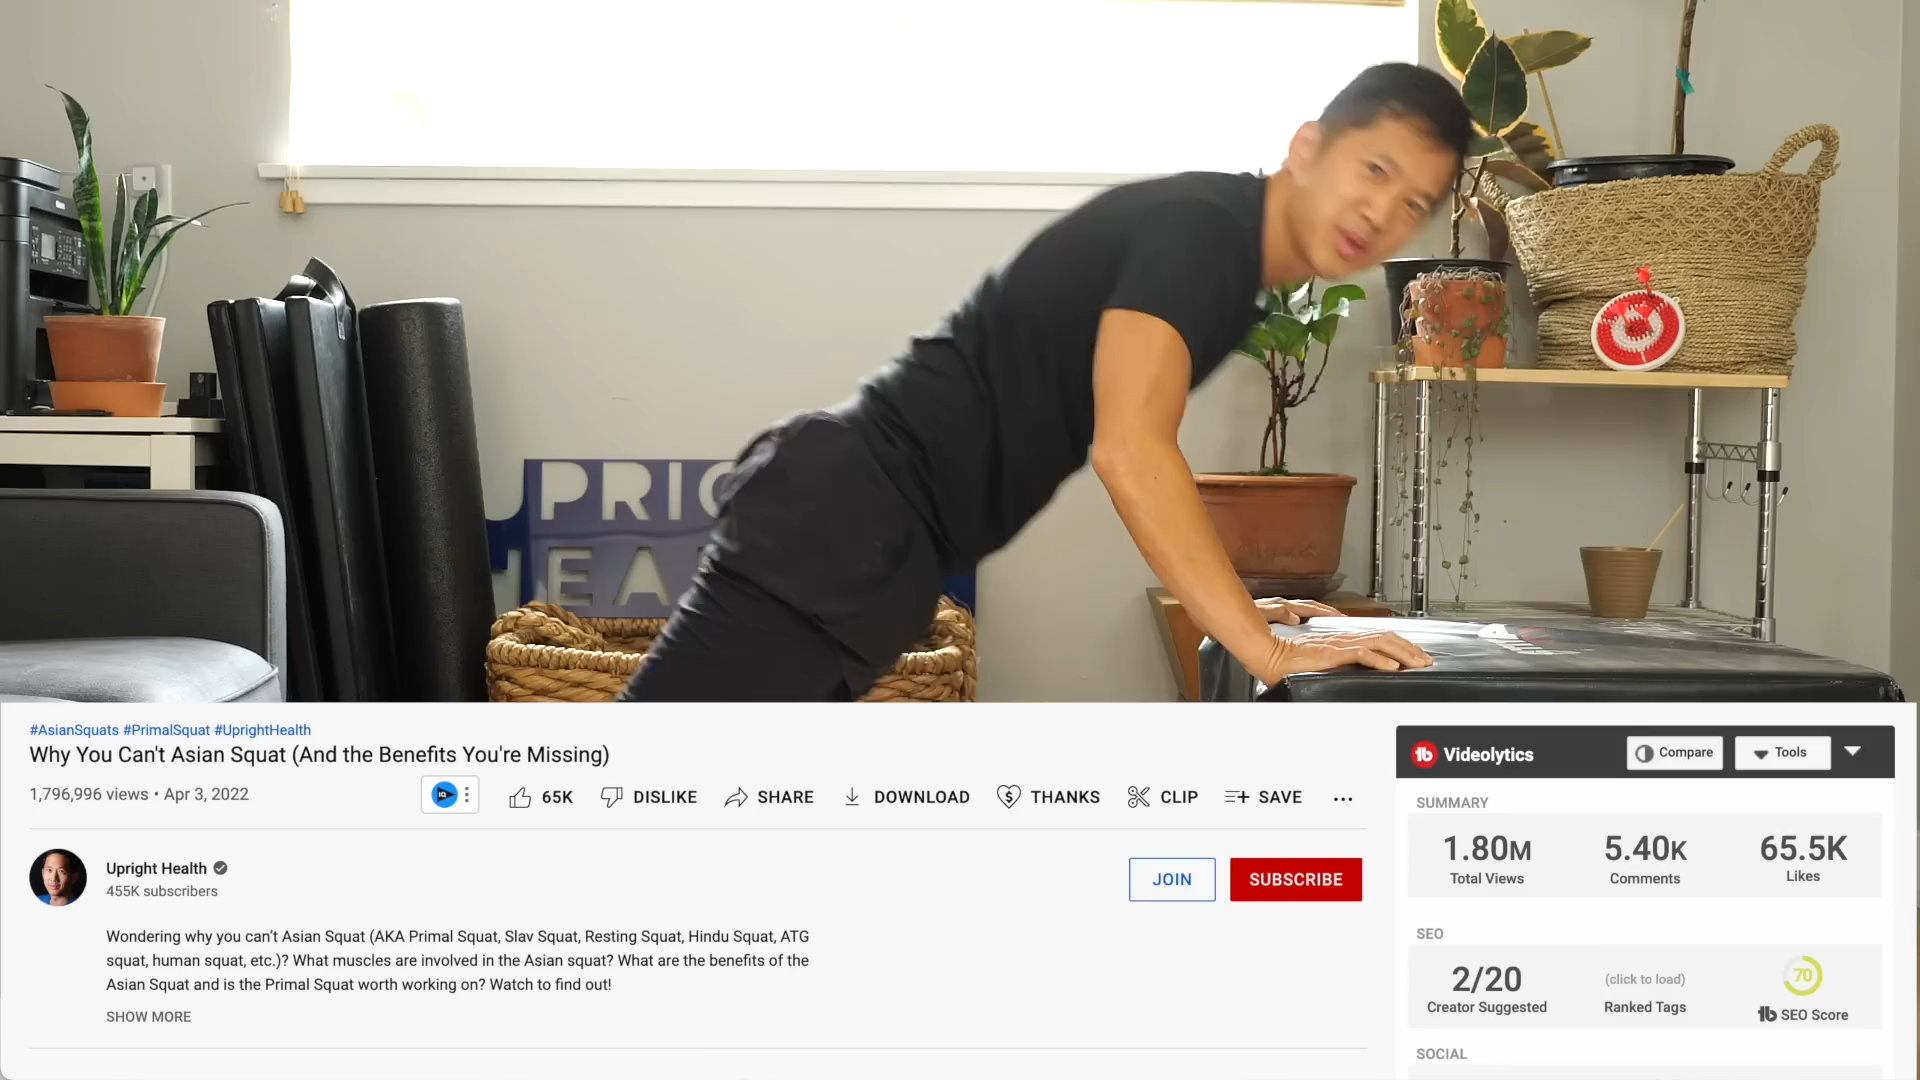 PRIG
HEA
#AsianSquats #PrimalSquat #UprightHealth
Why You Can't Asian Squat (And the Benefits You're Missing)
1,796,996 views • Apr 3, 2022
IQ
65K
DISLIKE
SHARE
DOWNLOAD
THANKS
CLIP
SAVE
Upright Health
455K subscribers
JOIN
SUBSCRIBE
Wondering why you can’t Asian Squat (AKA Primal Squat, Slav Squat, Resting Squat, Hindu Squat, ATG
squat, human squat, etc.)? What muscles are involved in the Asian squat? What are the benefits of the
Asian Squat and is the Primal Squat worth working on? Watch to find out!
SHOW MORE
tb Videolytics
Compare
Tools
SUMMARY
1.80M
5.40K
65.5K
Total Views
Comments
Likes
SEO
2/20
(click to load)
70
Creator Suggested
Ranked Tags
tb SEO Score
SOCIAL